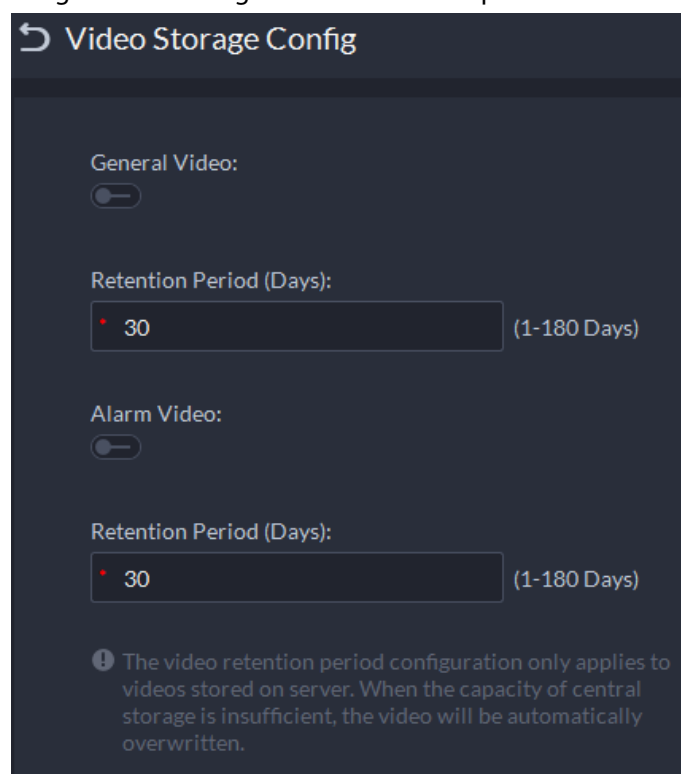 Video Storage Config
General Video:
Retention Period (Days):
* 30 (1-180 Days)
Alarm Video:
Retention Period (Days):
* 30 (1-180 Days)
The video retention period configuration only applies to
videos stored on server. When the capacity of central
storage is insufficient, the video will be automatically
overwritten.